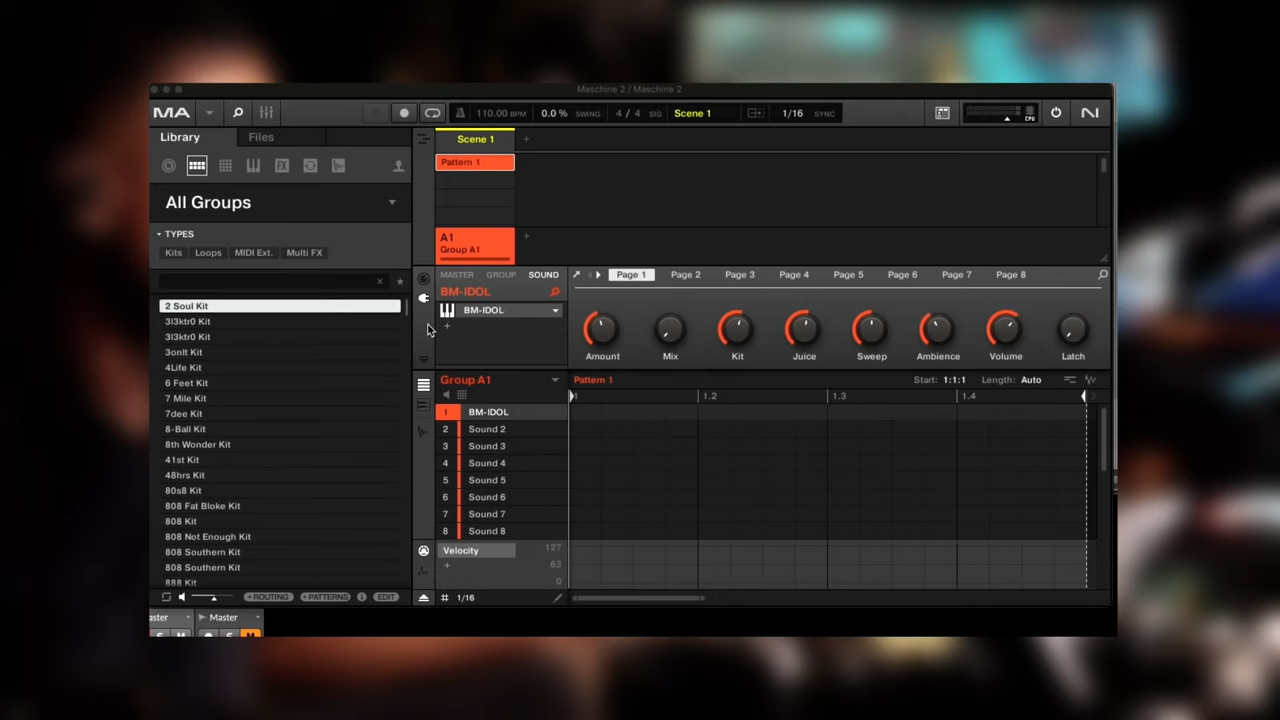 Maschine 2 / Maschine 2
MA 110.00 BPM 0.0 % SWING 4 / 4 SIG Scene 1 1/16 SYNC CPU
Library Files
Scene 1 +
Pattern 1
All Groups
TYPES
Kits Loops MIDI Ext. Multi FX
FX
A1 +
Group A1
MASTER GROUP SOUND
BM-IDOL
BM-IDOL
+
Page 1 Page 2 Page 3 Page 4 Page 5 Page 6 Page 7 Page 8
Amount Mix Kit Juice Sweep Ambience Volume Latch
2 Soul Kit
3l3ktr0 Kit
3l3ktr0 Kit
3onIt Kit
4Life Kit
6 Feet Kit
7 Mile Kit
7dee Kit
8-Ball Kit
8th Wonder Kit
41st Kit
48hrs Kit
80s8 Kit
808 Fat Bloke Kit
808 Kit
808 Not Enough Kit
808 Southern Kit
808 Southern Kit
888 Kit
Group A1
Pattern 1 Start: 1:1:1 Length: Auto
1 1.2 1.3 1.4 2
1 BM-IDOL
2 Sound 2
3 Sound 3
4 Sound 4
5 Sound 5
6 Sound 6
7 Sound 7
8 Sound 8
Velocity 127
+ 63
0
+ROUTING +PATTERNS i EDIT
# 1/16
aster Master
S M S M